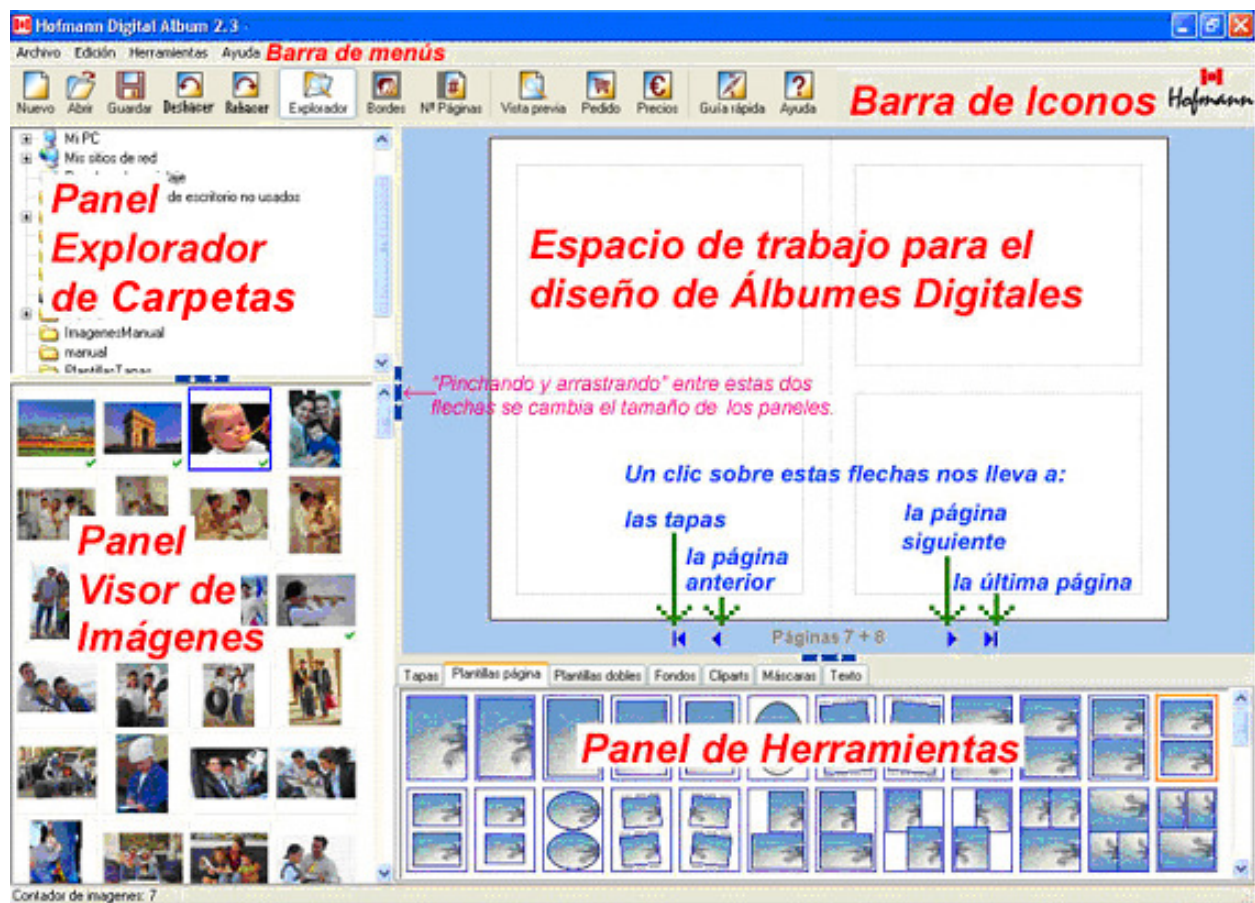 Hofmann Digital Album 2.3 -
Archivo Edición Herramientas Ayuda Barra de menús
Nuevo Abrir Guardar Deshacer Rehacer Explorador Bordes Nº Páginas Vista previa Pedido Precios Guía rápida Ayuda Barra de Iconos Hofmann
Mi PC
Mis sitios de red
de escritorio no usados
Panel
Explorador
de Carpetas
ImagenesManual
manual
PlantillasTapas
Espacio de trabajo para el
diseño de Álbumes Digitales
"Pinchando y arrastrando" entre estas dos
flechas se cambia el tamaño de los paneles.
Un clic sobre estas flechas nos lleva a:
las tapas
la página
anterior
la página
siguiente
la última página
Páginas 7 + 8
Panel
Visor de
Imágenes
Tapas Plantillas página Plantillas dobles Fondos Cliparts Máscaras Texto
Panel de Herramientas
Contador de imagenes: 7